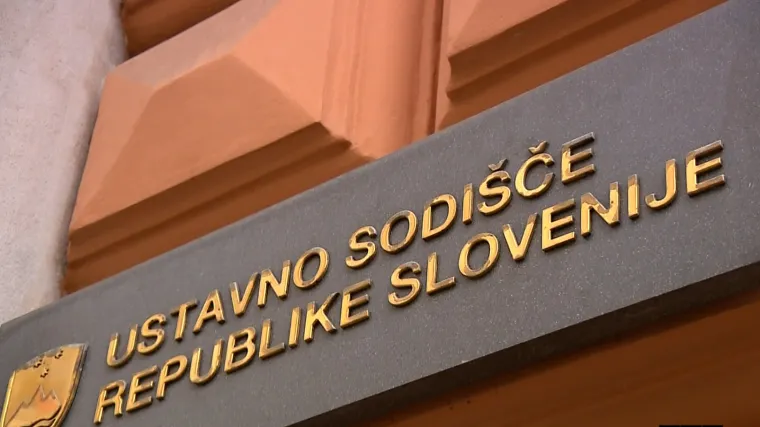 USTAVNO SODIŠČE
REPUBLIKE SLOVENIJE